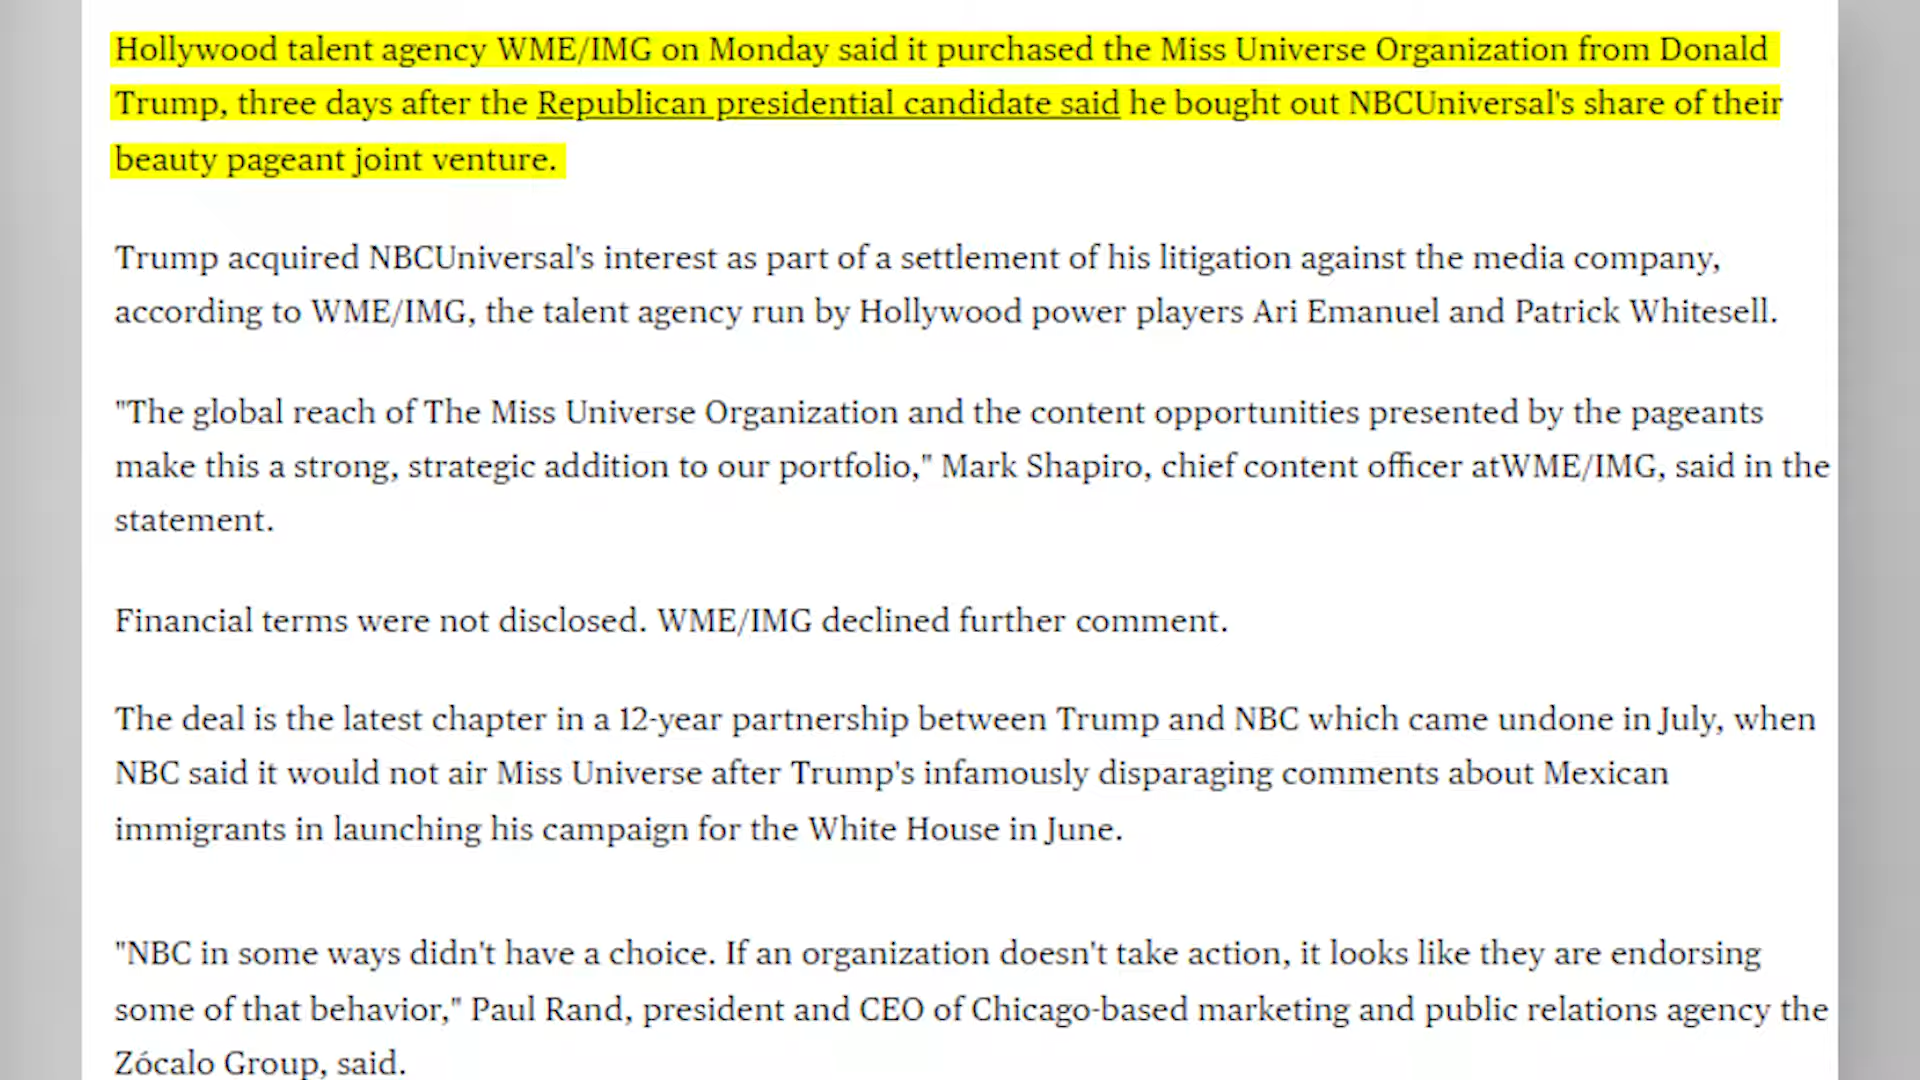 Hollywood talent agency WME/IMG on Monday said it purchased the Miss Universe Organization from Donald
Trump, three days after the Republican presidential candidate said he bought out NBCUniversal's share of their
beauty pageant joint venture.
Trump acquired NBCUniversal's interest as part of a settlement of his litigation against the media company,
according to WME/IMG, the talent agency run by Hollywood power players Ari Emanuel and Patrick Whitesell.
"The global reach of The Miss Universe Organization and the content opportunities presented by the pageants
make this a strong, strategic addition to our portfolio," Mark Shapiro, chief content officer atWME/IMG, said in the
statement.
Financial terms were not disclosed. WME/IMG declined further comment.
The deal is the latest chapter in a 12-year partnership between Trump and NBC which came undone in July, when
NBC said it would not air Miss Universe after Trump's infamously disparaging comments about Mexican
immigrants in launching his campaign for the White House in June.
"NBC in some ways didn't have a choice. If an organization doesn't take action, it looks like they are endorsing
some of that behavior," Paul Rand, president and CEO of Chicago-based marketing and public relations agency the
Zócalo Group, said.